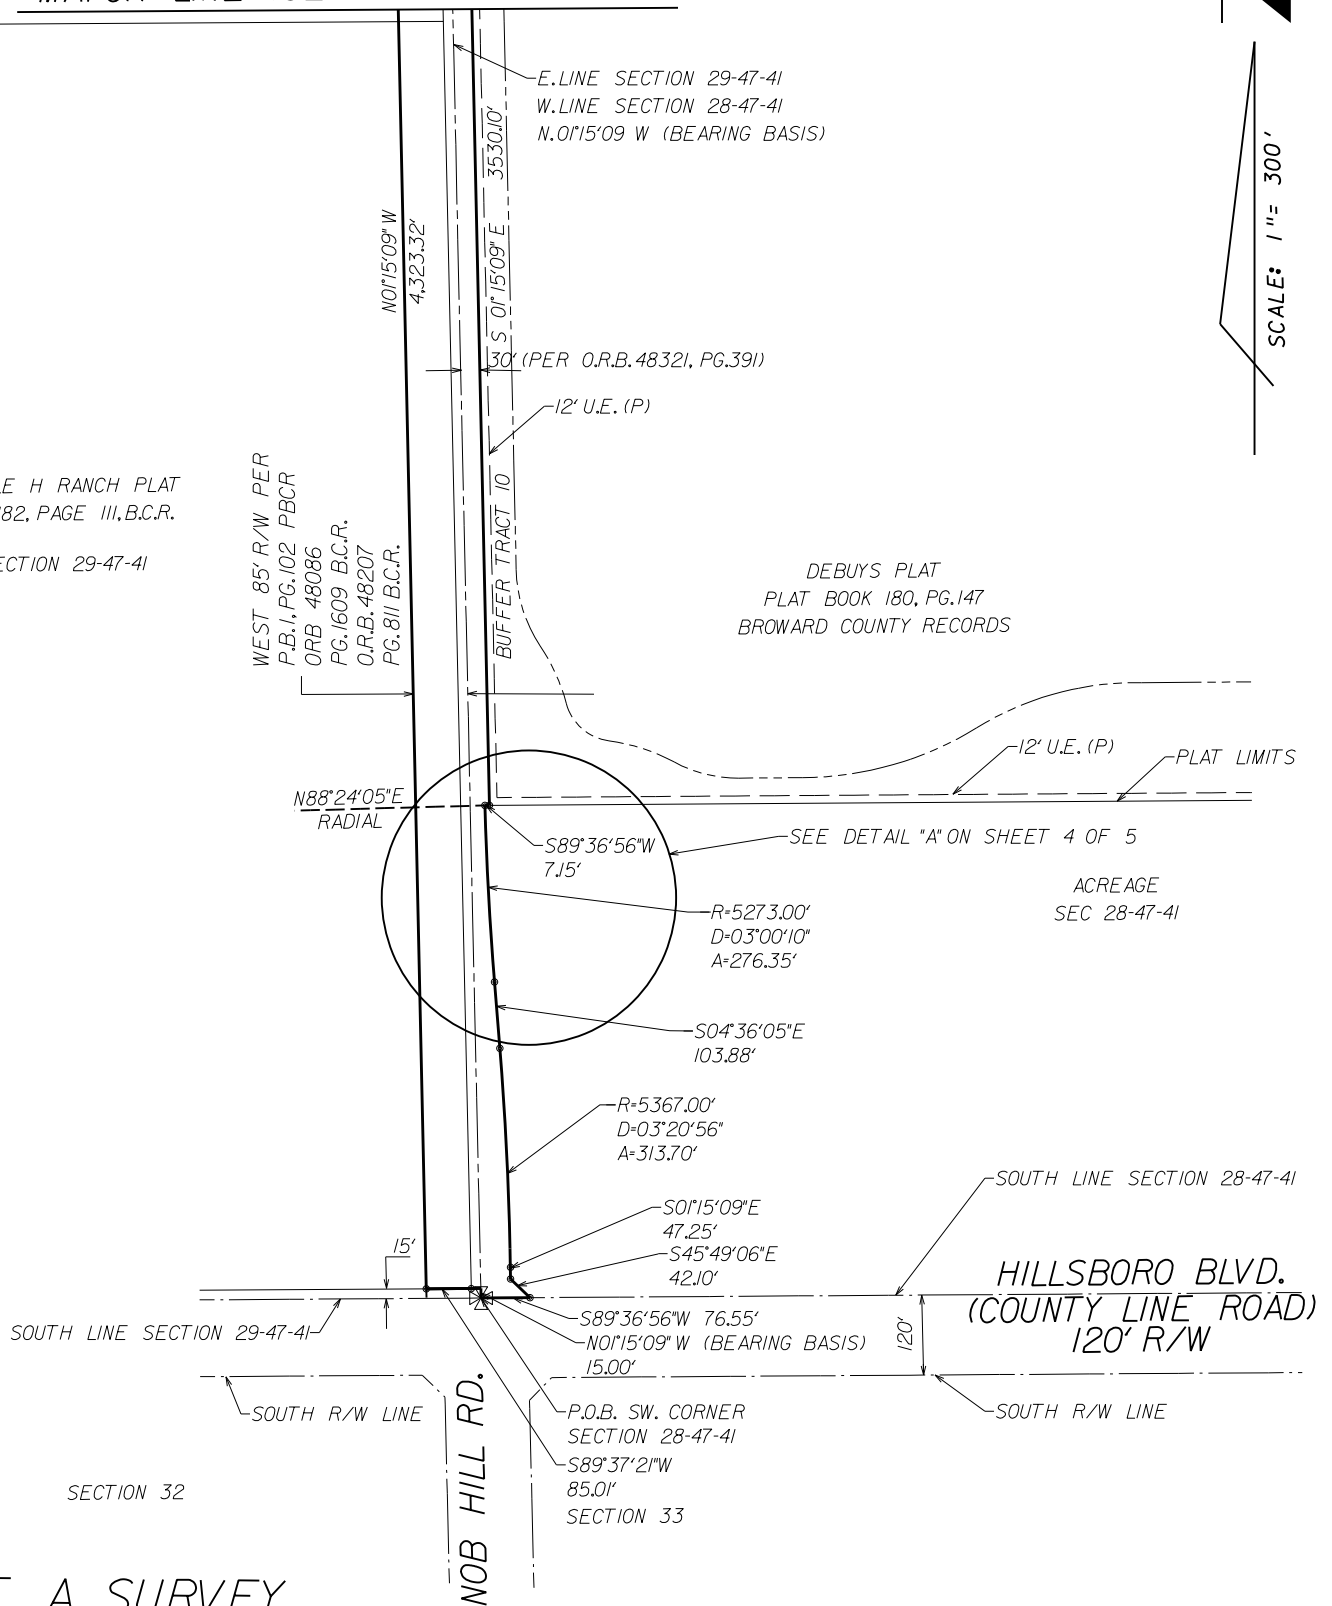 E.LINE SECTION 29-47-41
W.LINE SECTION 28-47-41
N.01°15'09 W (BEARING BASIS)
SCALE: 1"= 300'
3530.10'
S 01°15'09" E
N01°15'09" W
4,323.32'
30' (PER O.R.B. 48321, PG.391)
12' U.E. (P)
BUFFER TRACT 10
LE H RANCH PLAT
82, PAGE 111, B.C.R.
ECTION 29-47-41
WEST 85' R/W PER
P.B.1, PG.102 PBCR
ORB 48086
PG.1609 B.C.R.
O.R.B. 48207
PG.811 B.C.R.
DEBUYS PLAT
PLAT BOOK 180, PG.147
BROWARD COUNTY RECORDS
12' U.E. (P)
PLAT LIMITS
N88°24'05"E
RADIAL
S89°36'56"W
7.15'
SEE DETAIL "A" ON SHEET 4 OF 5
ACREAGE
SEC 28-47-41
R=5273.00'
D=03°00'10"
A=276.35'
S04°36'05"E
103.88'
R=5367.00'
D=03°20'56"
A=313.70'
SOUTH LINE SECTION 28-47-41
S01°15'09"E
47.25'
S45°49'06"E
42.10'
15'
HILLSBORO BLVD.
(COUNTY LINE ROAD)
120' R/W
120'
SOUTH LINE SECTION 29-47-41
S89°36'56"W 76.55'
N01°15'09" W (BEARING BASIS)
15.00'
SOUTH R/W LINE
NOB HILL RD.
P.O.B. SW. CORNER
SECTION 28-47-41
SOUTH R/W LINE
S89°37'21"W
85.01'
SECTION 32
SECTION 33
A SURVEY